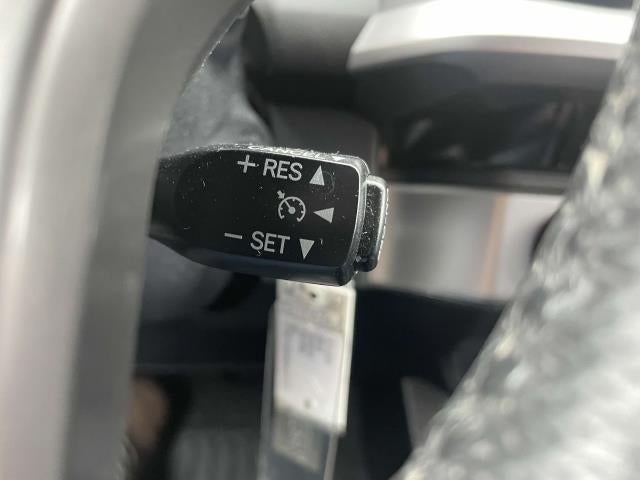 + RES ▲
◀
− SET ▼